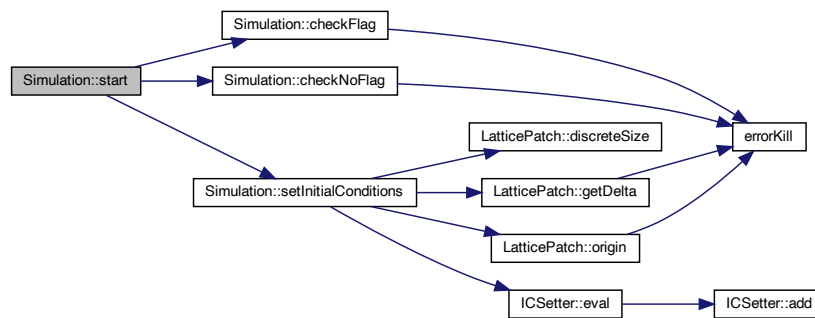 Simulation::checkFlag
Simulation::start
Simulation::checkNoFlag
LatticePatch::discreteSize
errorKill
Simulation::setInitialConditions
LatticePatch::getDelta
LatticePatch::origin
ICSetter::eval
ICSetter::add